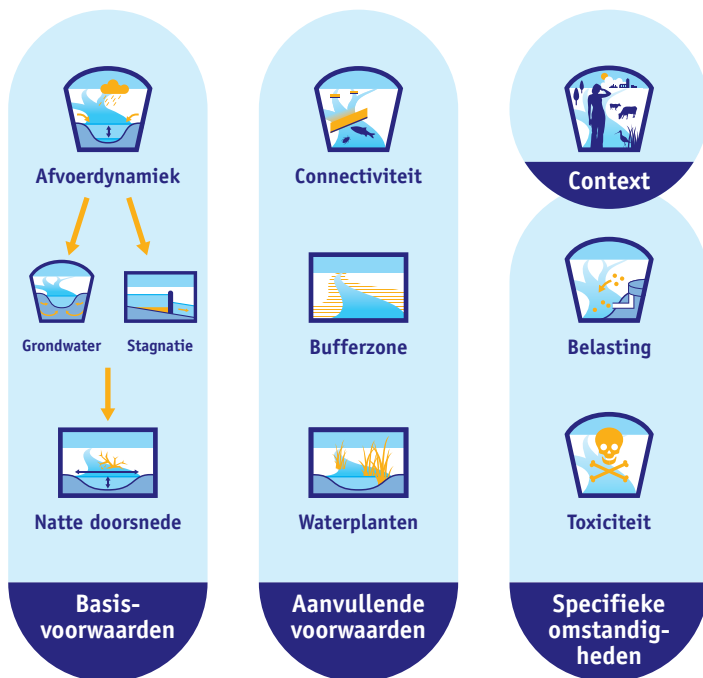 Afvoerdynamiek
Grondwater
Stagnatie
Natte doorsnede
Basis-
voorwaarden
Connectiviteit
Bufferzone
Waterplanten
Aanvullende
voorwaarden
Context
Belasting
Toxiciteit
Specifieke
omstandig-
heden